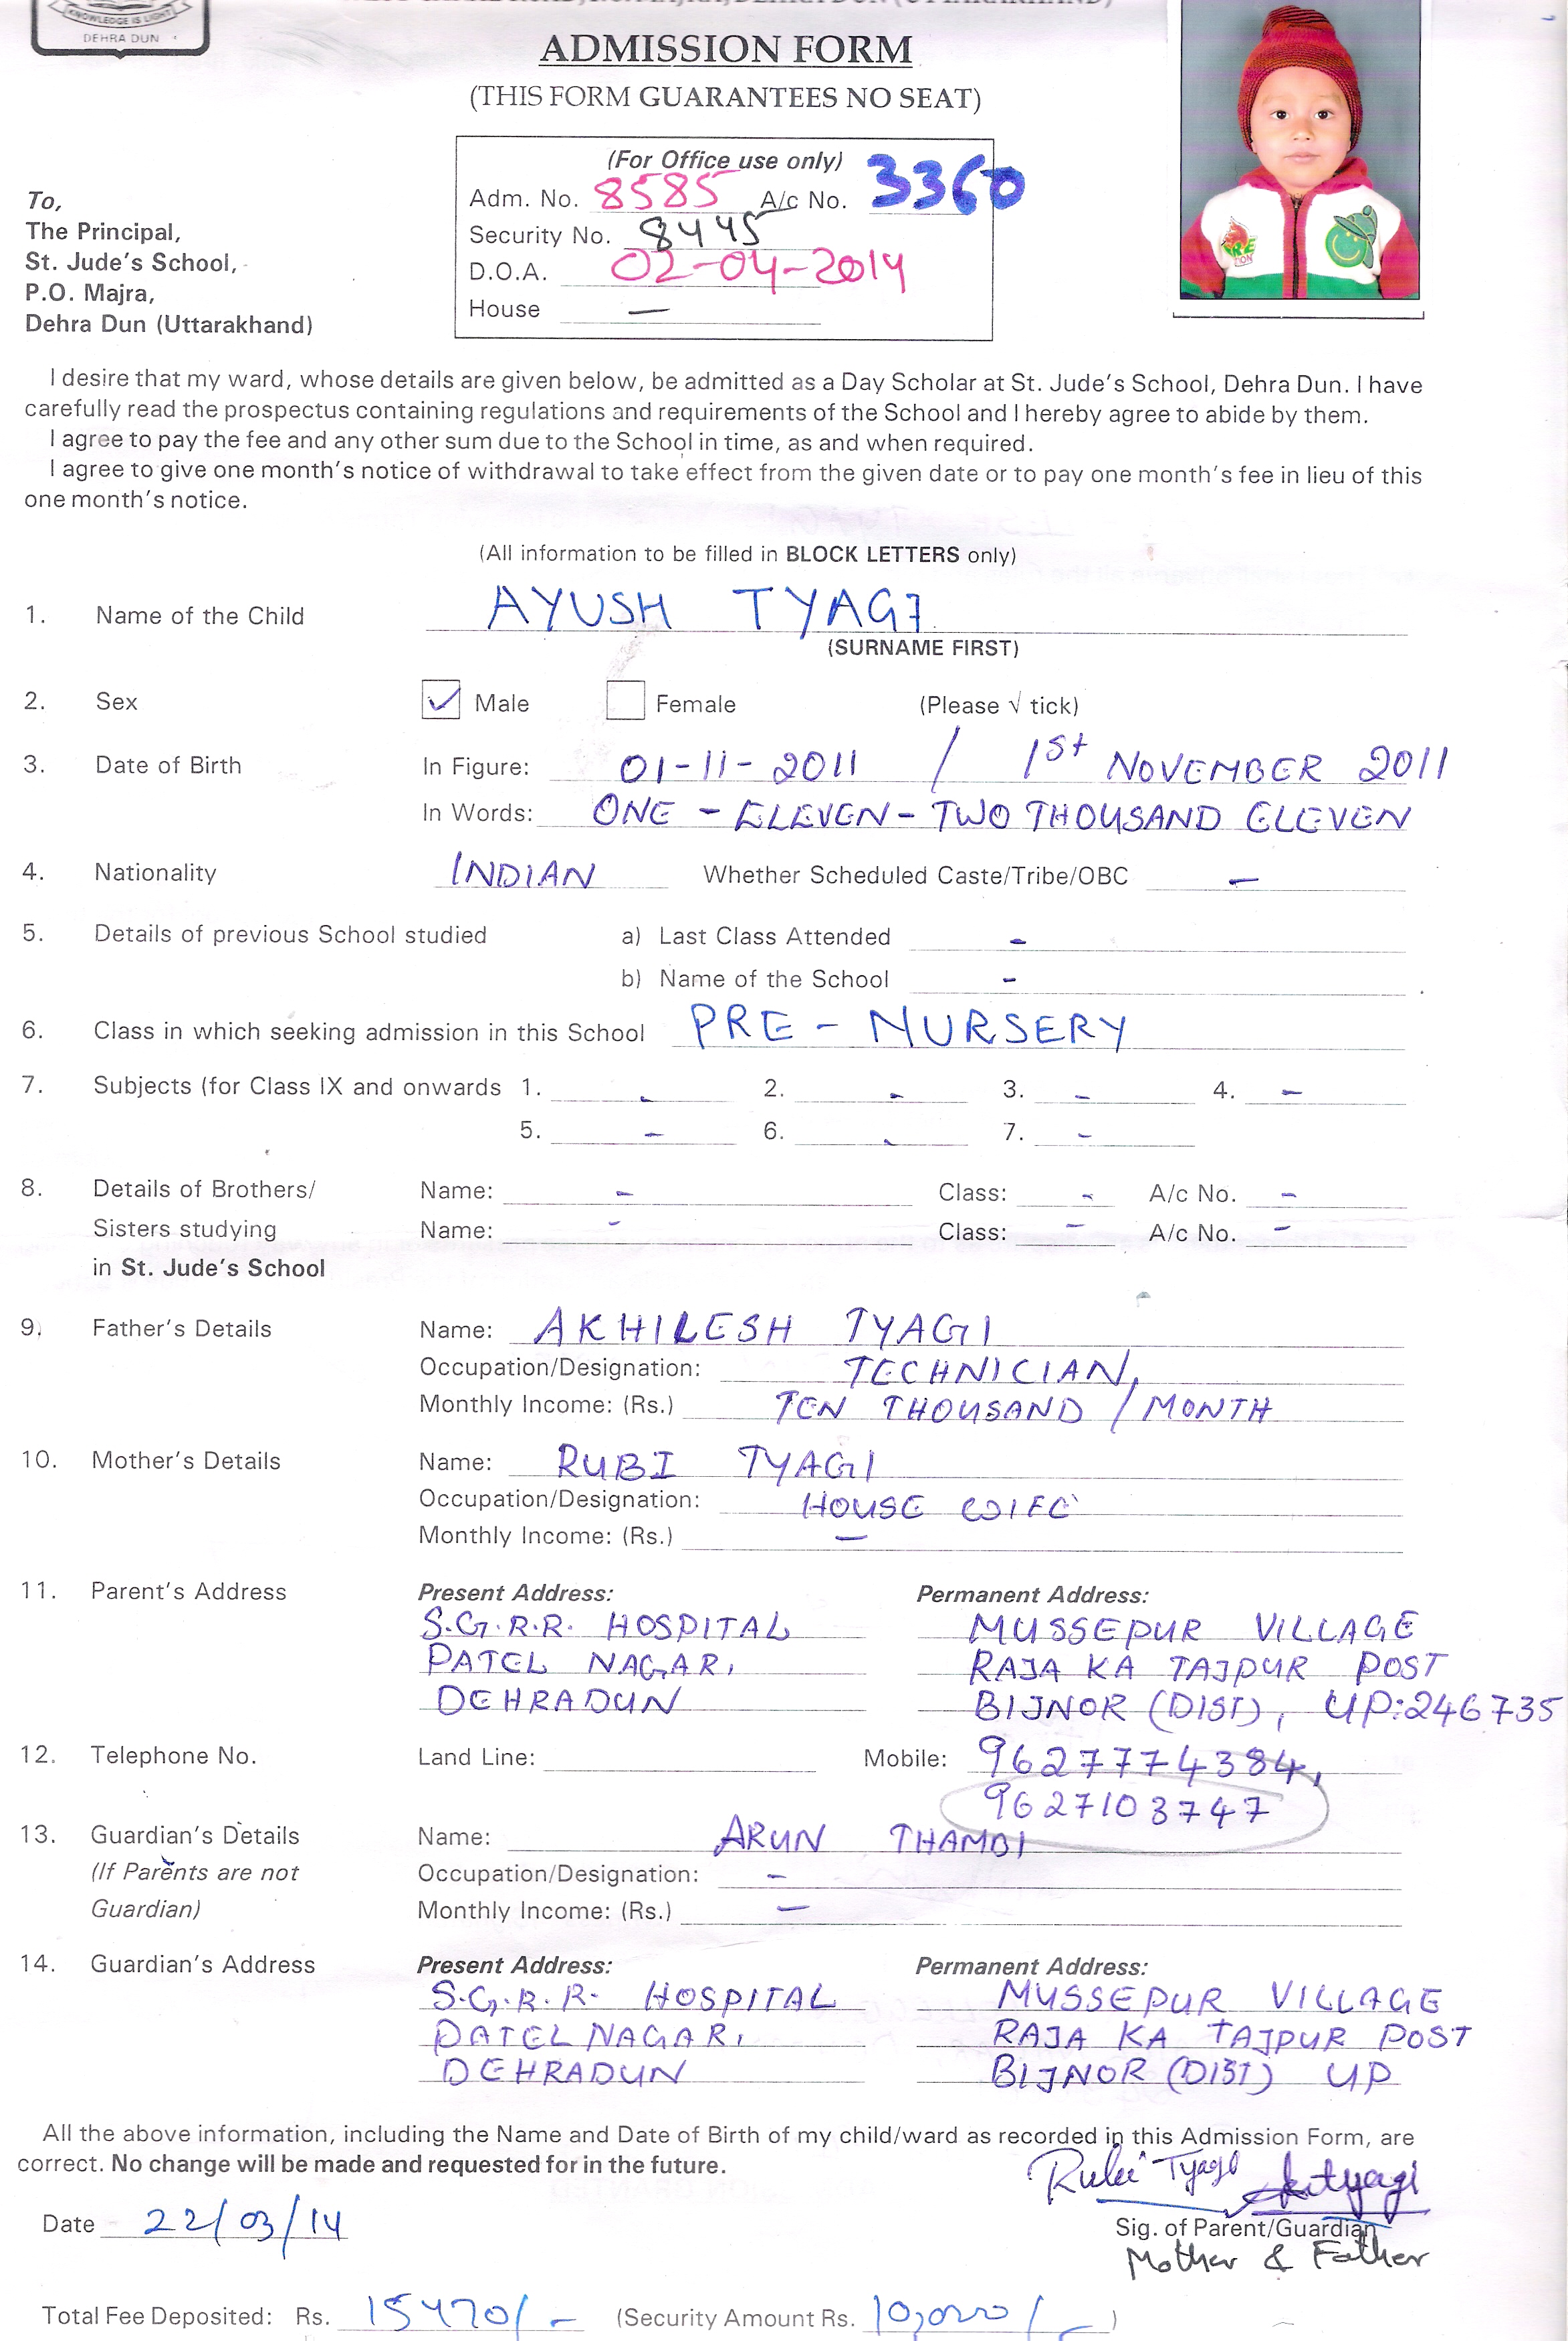 KNOWLEDGE IS LIGHT
DEHRA DUN
ADMISSION FORM
(THIS FORM GUARANTEES NO SEAT)
(For Office use only)
Adm. No. 8585 A/c No. 3360
Security No. 8445
D.O.A. 02-04-2014
House —
To,
The Principal,
St. Jude's School,
P.O. Majra,
Dehra Dun (Uttarakhand)
I desire that my ward, whose details are given below, be admitted as a Day Scholar at St. Jude's School, Dehra Dun. I have
carefully read the prospectus containing regulations and requirements of the School and I hereby agree to abide by them.
I agree to pay the fee and any other sum due to the School in time, as and when required.
I agree to give one month's notice of withdrawal to take effect from the given date or to pay one month's fee in lieu of this
one month's notice.
(All information to be filled in BLOCK LETTERS only)
1. Name of the Child AYUSH TYAGI
(SURNAME FIRST)
2. Sex ✓ Male Female (Please √ tick)
3. Date of Birth In Figure: 01-11-2011 / 1st NOVEMBER 2011
In Words: ONE - ELEVEN - TWO THOUSAND ELEVEN
4. Nationality INDIAN Whether Scheduled Caste/Tribe/OBC —
5. Details of previous School studied a) Last Class Attended -
b) Name of the School -
6. Class in which seeking admission in this School PRE - NURSERY
7. Subjects (for Class IX and onwards 1. - 2. - 3. - 4. -
5. - 6. - 7. -
8. Details of Brothers/ Name: - Class: - A/c No. -
Sisters studying Name: - Class: - A/c No. -
in St. Jude's School
9. Father's Details Name: AKHILESH TYAGI
Occupation/Designation: TECHNICIAN,
Monthly Income: (Rs.) TEN THOUSAND / MONTH
10. Mother's Details Name: RUBI TYAGI
Occupation/Designation: HOUSE WIFE
Monthly Income: (Rs.) —
11. Parent's Address Present Address: Permanent Address:
S.G.R.R. HOSPITAL MUSSEPUR VILLAGE
PATEL NAGAR, RAJA KA TAJPUR POST
DEHRADUN BIJNOR (DIST), UP:246735
12. Telephone No. Land Line: Mobile: 9627774384,
9627103747
13. Guardian's Details Name: ARUN THAMBI
(If Parents are not Occupation/Designation: -
Guardian) Monthly Income: (Rs.) —
14. Guardian's Address Present Address: Permanent Address:
S.G.R.R. HOSPITAL MUSSEPUR VILLAGE
PATEL NAGAR, RAJA KA TAJPUR POST
DEHRADUN BIJNOR (DIST) UP
All the above information, including the Name and Date of Birth of my child/ward as recorded in this Admission Form, are
correct. No change will be made and requested for in the future.
Rubi Tyagi Aktyagi
Date 22/03/14
Sig. of Parent/Guardian
Mother & Father
Total Fee Deposited: Rs. 15470/- (Security Amount Rs. 10,000/- )